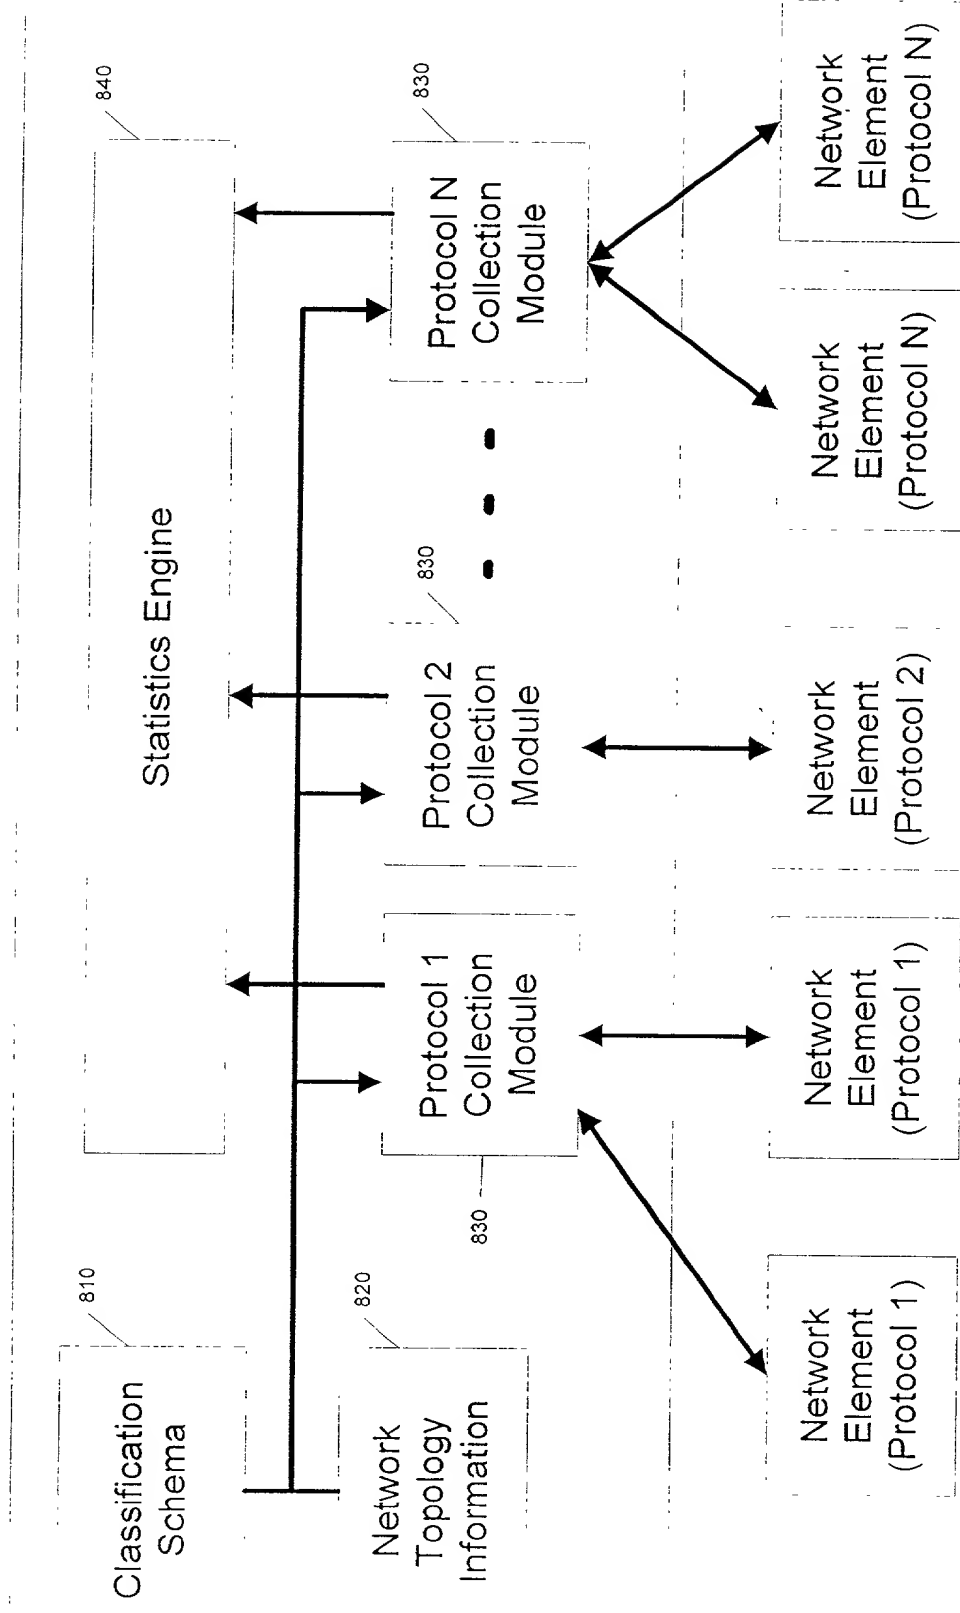 810
Classification
Schema
820
Network
Topology
Information
840
Statistics Engine
830
Protocol 1
Collection
Module
830
Protocol 2
Collection
Module
830
Protocol N
Collection
Module
Network
Element
(Protocol 1)
Network
Element
(Protocol 1)
Network
Element
(Protocol 2)
Network
Element
(Protocol N)
Network
Element
(Protocol N)